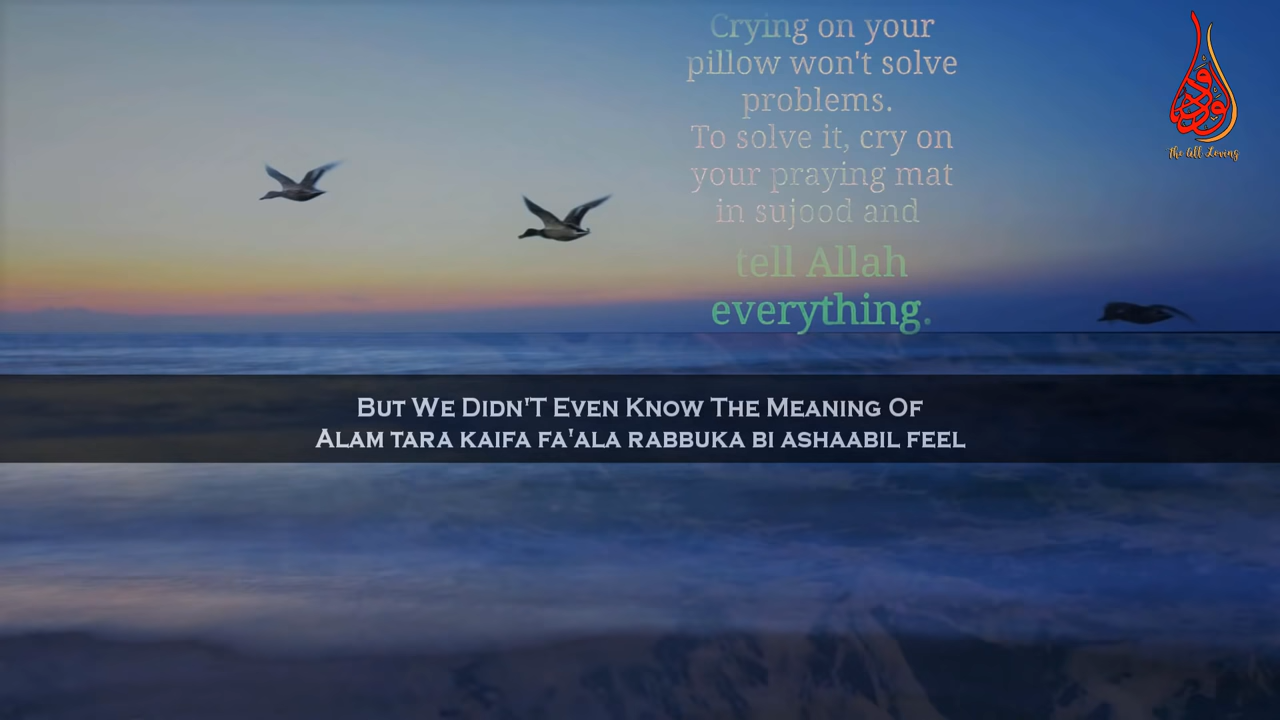 Crying on your
pillow won't solve
problems.
To solve it, cry on
your praying mat
in sujood and
tell Allah
everything.
The All Loving
But We Didn'T Even Know The Meaning Of
Alam tara kaifa fa'ala rabbuka bi ashaabil feel